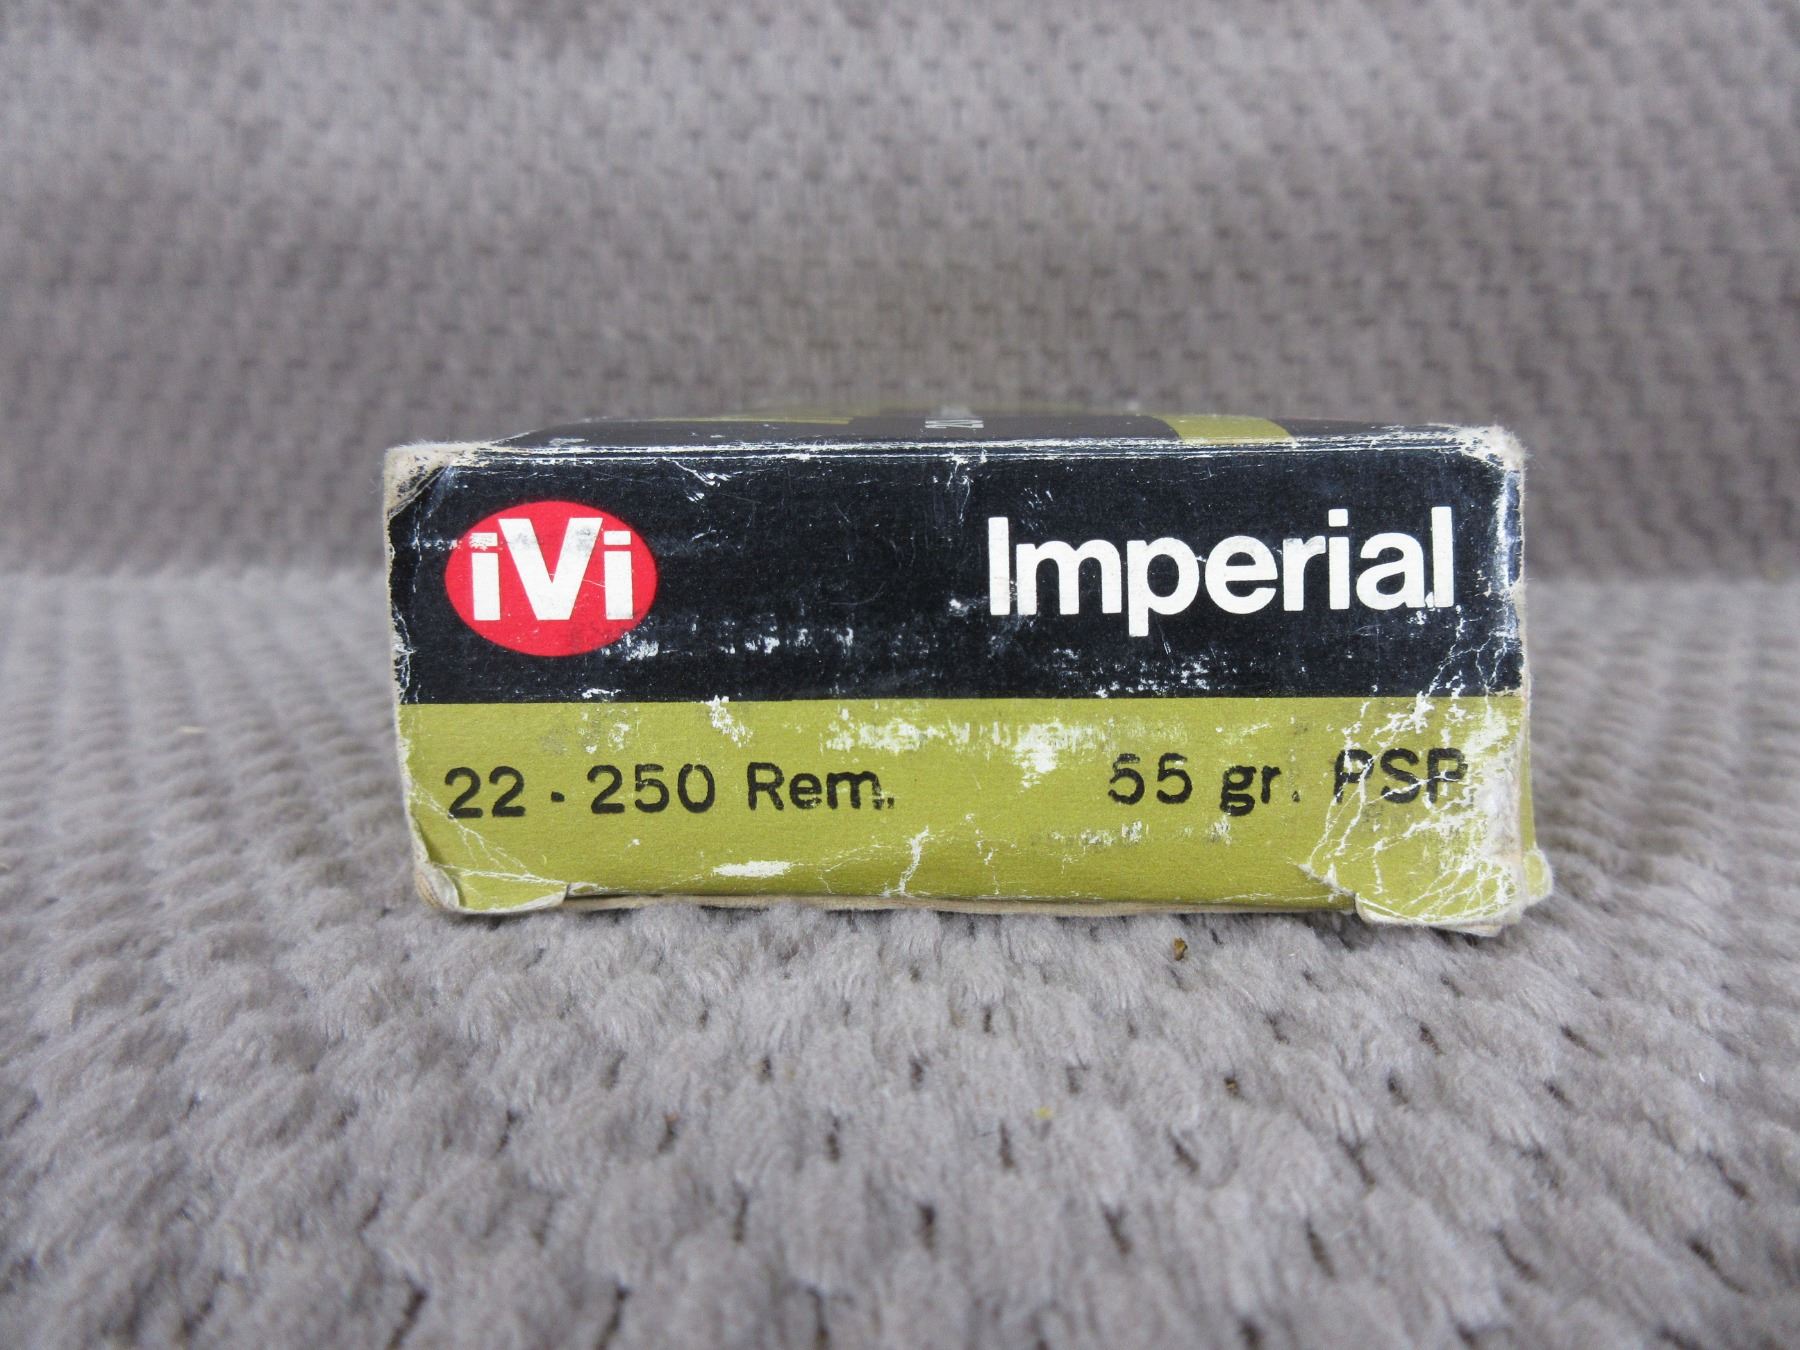 iVi Imperial
22-250 Rem. 55 gr. PSP